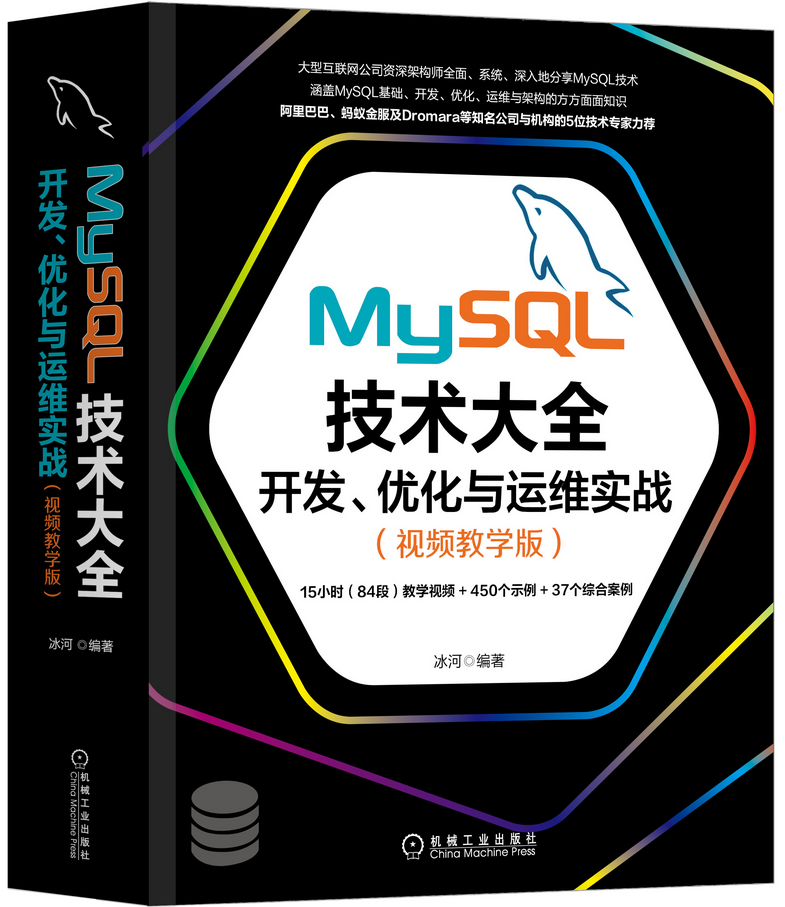 大型互联网公司资深架构师全面、系统、深入地分享MySQL技术
涵盖MySQL基础、开发、优化、运维与架构的方方面面知识
阿里巴巴、蚂蚁金服及Dromara等知名公司与机构的5位技术专家力荐
MySQL
技术大全
开发、优化与运维实战
（视频教学版）
15小时（84段）教学视频 + 450个示例 + 37个综合案例
冰河◎编著
机械工业出版社
China Machine Press
MySQL技术大全
开发、优化与运维实战（视频教学版）
冰河 ◎编著
机械工业出版社
China Machine Press